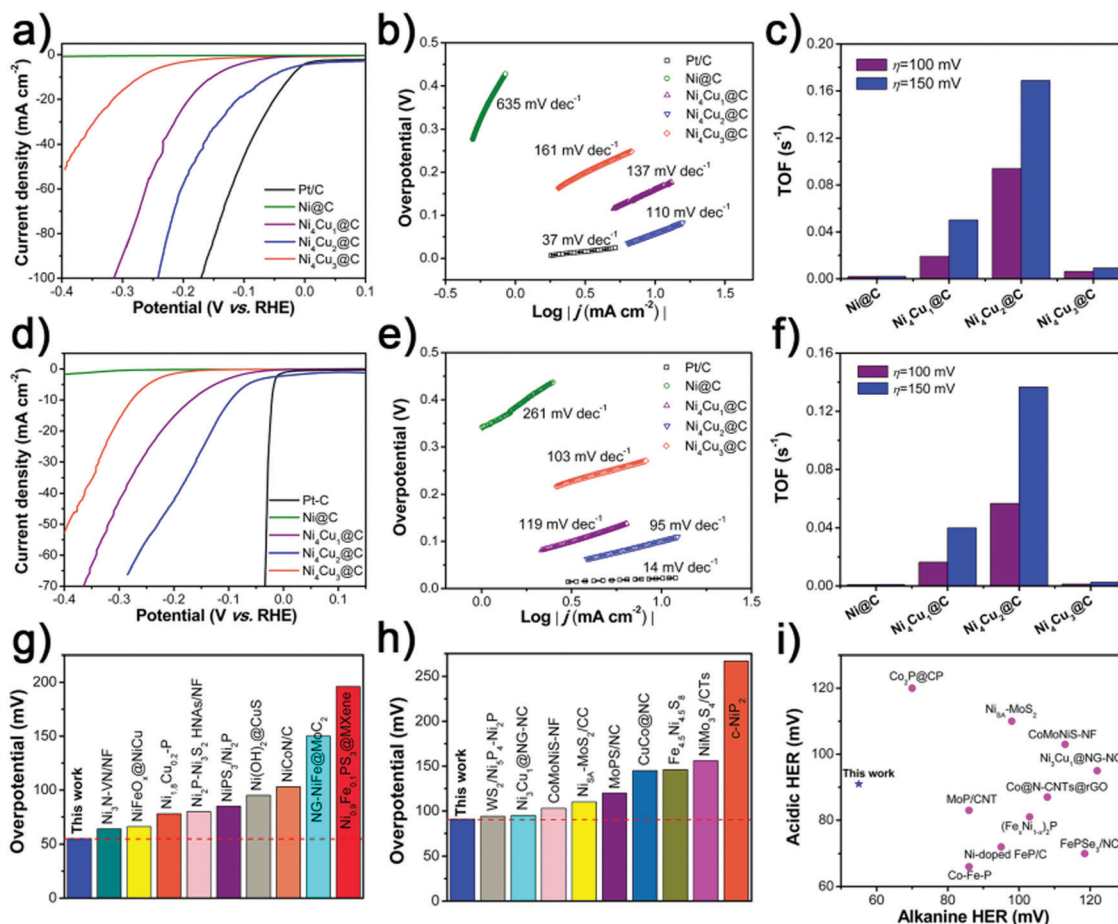 a)
0
-20
-40
-60
-80
-100
-0.4
-0.3
-0.2
-0.1
0.0
0.1
Current density (mA cm⁻²)
Potential (V vs. RHE)
Pt/C
Ni@C
Ni₄Cu₁@C
Ni₄Cu₂@C
Ni₄Cu₃@C
b)
0.5
0.4
0.3
0.2
0.1
0.0
-0.5
0.0
0.5
1.0
1.5
Overpotential (V)
Log | j (mA cm⁻²) |
Pt/C
Ni@C
Ni₄Cu₁@C
Ni₄Cu₂@C
Ni₄Cu₃@C
635 mV dec⁻¹
161 mV dec⁻¹
137 mV dec⁻¹
110 mV dec⁻¹
37 mV dec⁻¹
c)
0.20
0.16
0.12
0.08
0.04
0.00
TOF (s⁻¹)
η=100 mV
η=150 mV
Ni@C
Ni₄Cu₁@C
Ni₄Cu₂@C
Ni₄Cu₃@C
d)
0
-10
-20
-30
-40
-50
-60
-70
-0.4
-0.3
-0.2
-0.1
0.0
0.1
Current density (mA cm⁻²)
Potential (V vs. RHE)
Pt-C
Ni@C
Ni₄Cu₁@C
Ni₄Cu₂@C
Ni₄Cu₃@C
e)
0.5
0.4
0.3
0.2
0.1
0.0
0.0
0.5
1.0
1.5
Overpotential (V)
Log | j (mA cm⁻²) |
Pt/C
Ni@C
Ni₄Cu₁@C
Ni₄Cu₂@C
Ni₄Cu₃@C
261 mV dec⁻¹
103 mV dec⁻¹
119 mV dec⁻¹
95 mV dec⁻¹
14 mV dec⁻¹
f)
0.16
0.12
0.08
0.04
0.00
TOF (s⁻¹)
η=100 mV
η=150 mV
Ni@C
Ni₄Cu₁@C
Ni₄Cu₂@C
Ni₄Cu₃@C
g)
200
150
100
50
0
Overpotential (mV)
This work
Ni₃N-VN/NF
NiFeOₓ@NiCu
Ni₁.₈Cu₀.₂-P
Ni₂P-Ni₃S₂ HNAs/NF
NiPS₃/Ni₂P
Ni(OH)₂@CuS
NiCoN/C
NG-NiFe@MoC₂
Ni₀.₉Fe₀.₁PS₃@MXene
h)
250
200
150
100
50
0
Overpotential (mV)
This work
WS₂/Ni₅P₄-Ni₂P
Ni₃Cu₁@NG-NC
CoMoNiS-NF
Ni_SA-MoS₂/CC
MoPS/NC
CuCo@NC
Fe₄.₅Ni₄.₅S₈
NiMo₃S₄/CTs
c-NiP₂
i)
120
100
80
60
60
80
100
120
Acidic HER (mV)
Alkanine HER (mV)
Co₂P@CP
Ni_SA-MoS₂
CoMoNiS-NF
Ni₃Cu₁@NG-NC
This work
Co@N-CNTs@rGO
MoP/CNT
(FeₓNi₁₋ₓ)₂P
Ni-doped FeP/C
FePSe₃/NC
Co-Fe-P